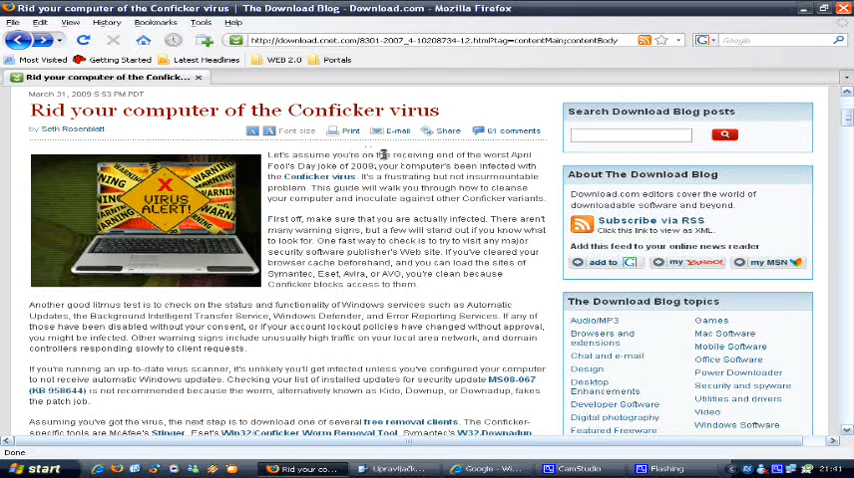 Rid your computer of the Conficker virus | The Download Blog - Download.com - Mozilla Firefox
File Edit View History Bookmarks Tools Help
http://download.cnet.com/8301-2007_4-10208734-12.html?tag=contentMain;contentBody
Google
Most Visited Getting Started Latest Headlines WEB 2.0 Portals
Rid your computer of the Confick...
March 31, 2009 5:53 PM PDT
Rid your computer of the Conficker virus
by Seth Rosenblatt
A A Font size Print E-mail Share 61 comments
VIRUS ALERT!
WARNING
Let's assume you're on the receiving end of the worst April
Fool's Day joke of 2009; your computer's been infected with
the Conficker virus. It's a frustrating but not insurmountable
problem. This guide will walk you through how to cleanse
your computer and inoculate against other Conficker variants.
First off, make sure that you are actually infected. There aren't
many warning signs, but a few will stand out if you know what
to look for. One fast way to check is to try to visit any major
security software publisher's Web site. If you've cleared your
browser cache beforehand, and you can load the sites of
Symantec, Eset, Avira, or AVG, you're clean because
Conficker blocks access to them.
Another good litmus test is to check on the status and functionality of Windows services such as Automatic
Updates, the Background Intelligent Transfer Service, Windows Defender, and Error Reporting Services. If any of
those have been disabled without your consent, or if your account lockout policies have changed without approval,
you might be infected. Other warning signs include unusually high traffic on your local area network, and domain
controllers responding slowly to client requests.
If you're running an up-to-date virus scanner, it's unlikely you'll get infected unless you've configured your computer
to not receive automatic Windows updates. Checking your list of installed updates for security update MS08-067
(KB 958644) is not recommended because the worm, alternatively known as Kido, Downup, or Downadup, fakes
the patch job.
Assuming you've got the virus, the next step is to download one of several free removal clients. The Conficker-
specific tools are McAfee's Stinger, Eset's Win32/Conficker Worm Removal Tool, Symantec's W32.Downadup
Search Download Blog posts
About The Download Blog
Download.com editors cover the world of
downloadable software and beyond.
Subscribe via RSS
Click this link to view as XML.
Add this feed to your online news reader
add to G my YAHOO! my MSN
The Download Blog topics
Audio/MP3
Browsers and
extensions
Chat and e-mail
Design
Desktop
Enhancements
Developer Software
Digital photography
Featured Freeware
Games
Mac Software
Mobile Software
Office Software
Power Downloader
Security and spyware
Utilities and drivers
Video
Windows Software
Done
start Rid your co... Upravljačk... Google - Wi... CamStudio Flashing 21:41